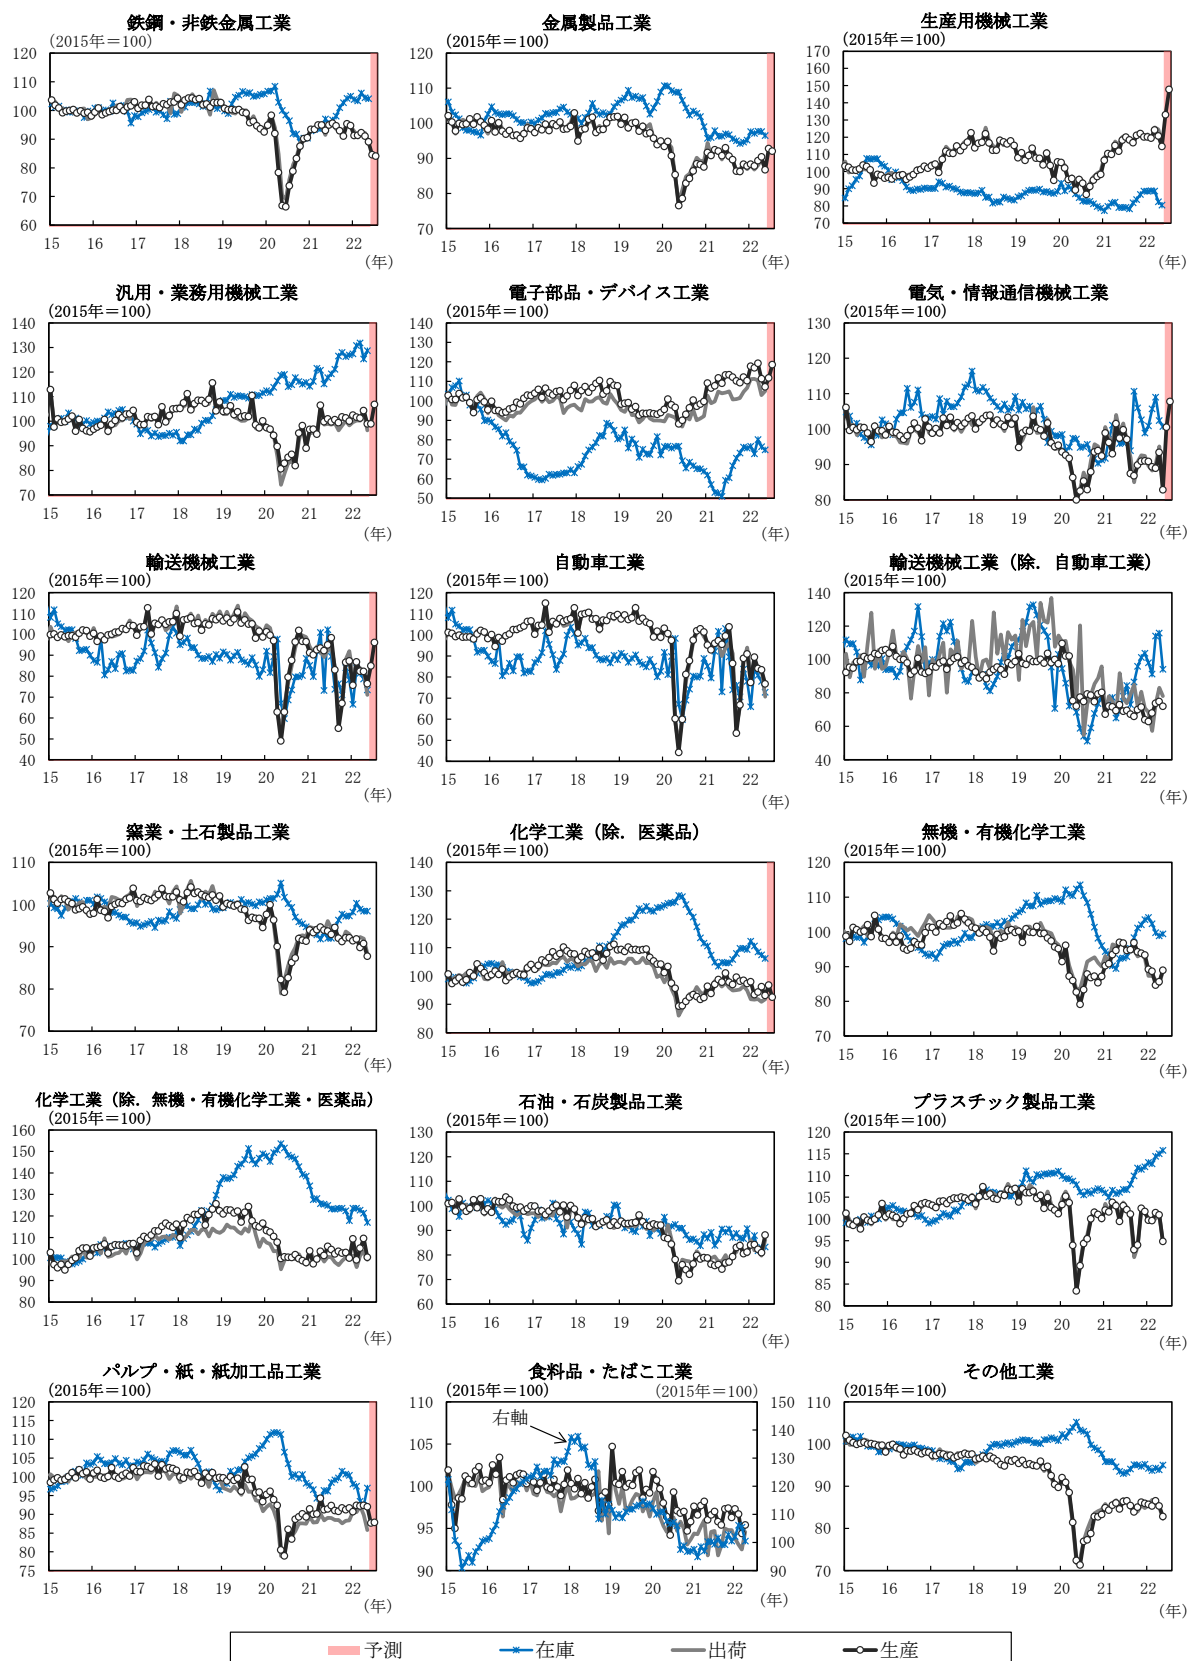 鉄鋼・非鉄金属工業
(2015年＝100)
120
110
100
90
80
70
60
15 16 17 18 19 20 21 22
(年)
金属製品工業
(2015年＝100)
120
110
100
90
80
70
15 16 17 18 19 20 21 22
(年)
生産用機械工業
(2015年＝100)
170
160
150
140
130
120
110
100
90
80
70
15 16 17 18 19 20 21 22
(年)
汎用・業務用機械工業
(2015年＝100)
140
130
120
110
100
90
80
70
15 16 17 18 19 20 21 22
(年)
電子部品・デバイス工業
(2015年＝100)
140
130
120
110
100
90
80
70
60
50
15 16 17 18 19 20 21 22
(年)
電気・情報通信機械工業
(2015年＝100)
130
120
110
100
90
80
15 16 17 18 19 20 21 22
(年)
輸送機械工業
(2015年＝100)
120
110
100
90
80
70
60
50
40
15 16 17 18 19 20 21 22
(年)
自動車工業
(2015年＝100)
120
110
100
90
80
70
60
50
40
15 16 17 18 19 20 21 22
(年)
輸送機械工業（除．自動車工業）
(2015年＝100)
140
120
100
80
60
40
15 16 17 18 19 20 21 22
(年)
窯業・土石製品工業
(2015年＝100)
110
100
90
80
70
15 16 17 18 19 20 21 22
(年)
化学工業（除．医薬品）
(2015年＝100)
140
130
120
110
100
90
80
15 16 17 18 19 20 21 22
(年)
無機・有機化学工業
(2015年＝100)
120
110
100
90
80
70
15 16 17 18 19 20 21 22
(年)
化学工業（除．無機・有機化学工業・医薬品）
(2015年＝100)
160
150
140
130
120
110
100
90
80
15 16 17 18 19 20 21 22
(年)
石油・石炭製品工業
(2015年＝100)
130
120
110
100
90
80
70
60
15 16 17 18 19 20 21 22
(年)
プラスチック製品工業
(2015年＝100)
120
115
110
105
100
95
90
85
80
15 16 17 18 19 20 21 22
(年)
パルプ・紙・紙加工品工業
(2015年＝100)
120
115
110
105
100
95
90
85
80
75
15 16 17 18 19 20 21 22
(年)
食料品・たばこ工業
(2015年＝100) (2015年＝100)
右軸
110
105
100
95
90
150
140
130
120
110
100
90
15 16 17 18 19 20 21 22
(年)
その他工業
(2015年＝100)
110
100
90
80
70
15 16 17 18 19 20 21 22
(年)
予測 在庫 出荷 生産